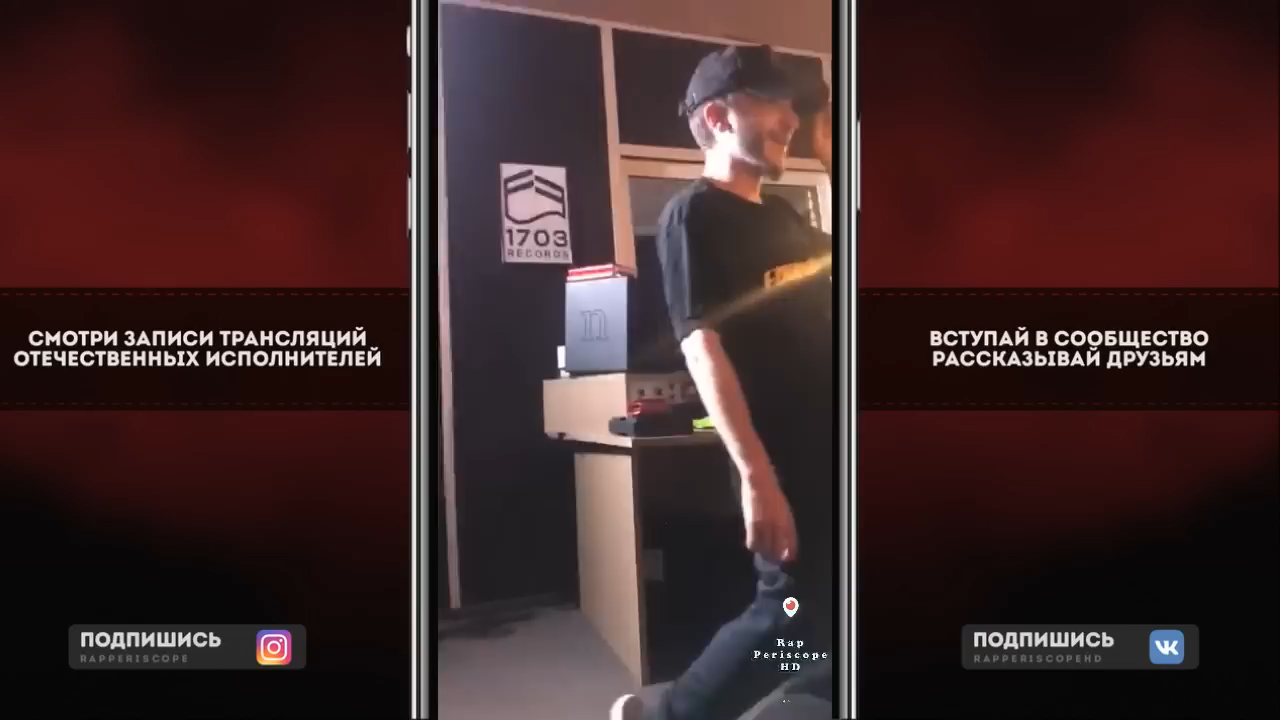 СМОТРИ ЗАПИСИ ТРАНСЛЯЦИЙ
ОТЕЧЕСТВЕННЫХ ИСПОЛНИТЕЛЕЙ
ПОДПИШИСЬ
RAPPERISCOPE
1703
RECORDS
n
Rap
Periscope
HD
ВСТУПАЙ В СООБЩЕСТВО
РАССКАЗЫВАЙ ДРУЗЬЯМ
ПОДПИШИСЬ
RAPPERISCOPEHD